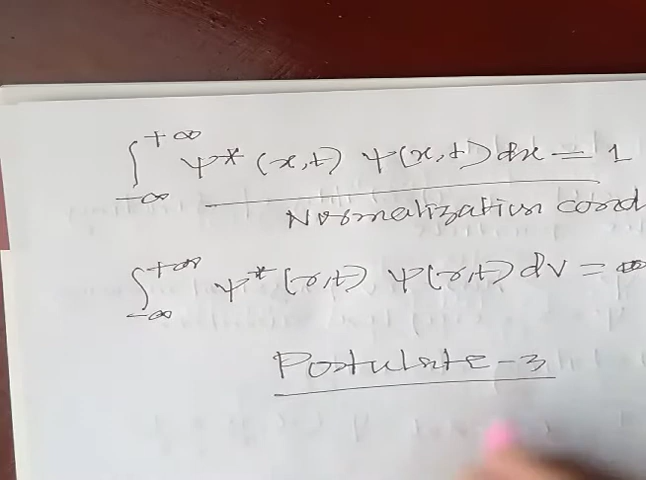 ∫_{-∞}^{+∞} ψ*(x,t) ψ(x,t) dx = 1
Normalization cond
∫_{-∞}^{+∞} ψ*(r,t) ψ(r,t) dv =
Postulate-3